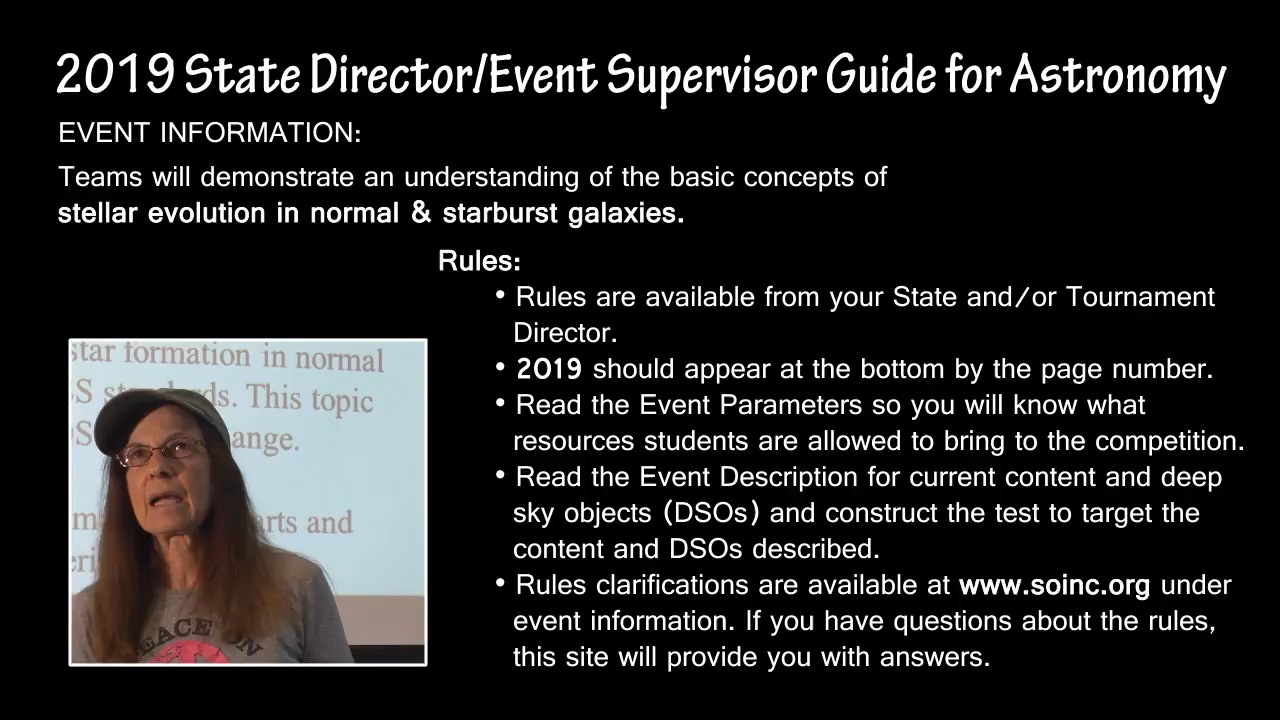 2019 State Director/Event Supervisor Guide for Astronomy
EVENT INFORMATION:
Teams will demonstrate an understanding of the basic concepts of
stellar evolution in normal & starburst galaxies.
Rules:
• Rules are available from your State and/or Tournament
Director.
• 2019 should appear at the bottom by the page number.
• Read the Event Parameters so you will know what
resources students are allowed to bring to the competition.
• Read the Event Description for current content and deep
sky objects (DSOs) and construct the test to target the
content and DSOs described.
• Rules clarifications are available at www.soinc.org under
event information. If you have questions about the rules,
this site will provide you with answers.
star formation in normal
This topic
ange.
arts and
EACE ON